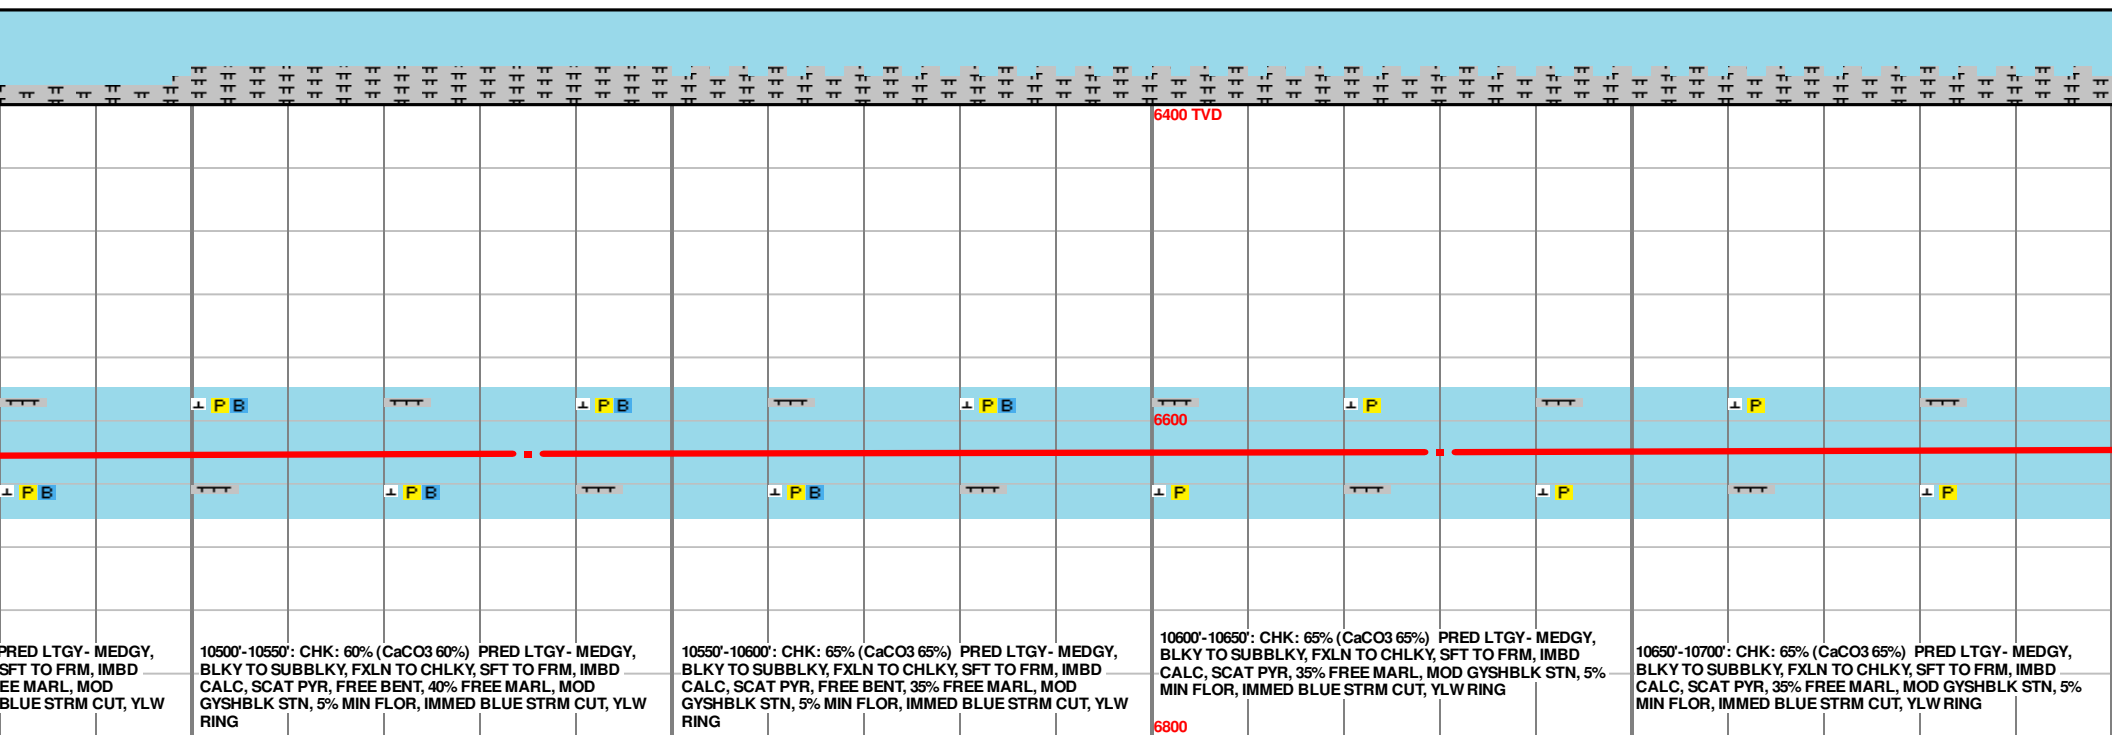 6400 TVD
P B
P B
P B
P
P
6600
P B
P B
P B
P
P
P
PRED LTGY- MEDGY,
SFT TO FRM, IMBD
EE MARL, MOD
BLUE STRM CUT, YLW
10500'-10550': CHK: 60% (CaCO3 60%) PRED LTGY- MEDGY,
BLKY TO SUBBLKY, FXLN TO CHLKY, SFT TO FRM, IMBD
CALC, SCAT PYR, FREE BENT, 40% FREE MARL, MOD
GYSHBLK STN, 5% MIN FLOR, IMMED BLUE STRM CUT, YLW
RING
10550'-10600': CHK: 65% (CaCO3 65%) PRED LTGY- MEDGY,
BLKY TO SUBBLKY, FXLN TO CHLKY, SFT TO FRM, IMBD
CALC, SCAT PYR, FREE BENT, 35% FREE MARL, MOD
GYSHBLK STN, 5% MIN FLOR, IMMED BLUE STRM CUT, YLW
RING
10600'-10650': CHK: 65% (CaCO3 65%) PRED LTGY- MEDGY,
BLKY TO SUBBLKY, FXLN TO CHLKY, SFT TO FRM, IMBD
CALC, SCAT PYR, 35% FREE MARL, MOD GYSHBLK STN, 5%
MIN FLOR, IMMED BLUE STRM CUT, YLW RING
10650'-10700': CHK: 65% (CaCO3 65%) PRED LTGY- MEDGY,
BLKY TO SUBBLKY, FXLN TO CHLKY, SFT TO FRM, IMBD
CALC, SCAT PYR, 35% FREE MARL, MOD GYSHBLK STN, 5%
MIN FLOR, IMMED BLUE STRM CUT, YLW RING
6800